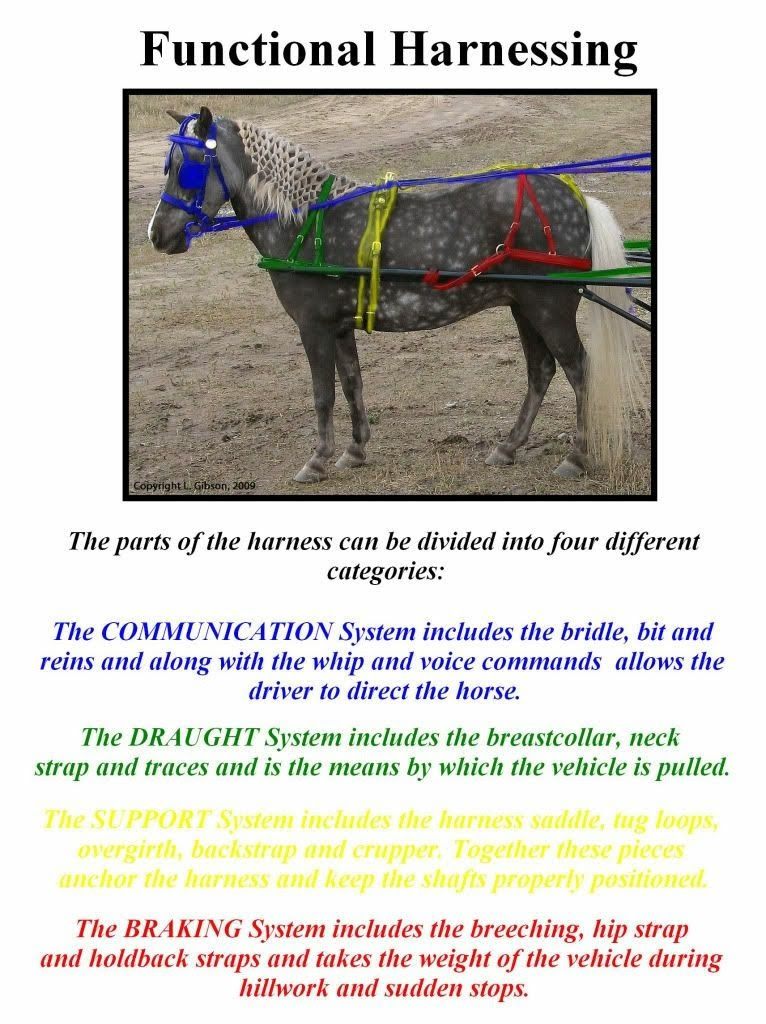 Functional Harnessing
Copyright L. Gibson, 2009
The parts of the harness can be divided into four different
categories:
The COMMUNICATION System includes the bridle, bit and
reins and along with the whip and voice commands allows the
driver to direct the horse.
The DRAUGHT System includes the breastcollar, neck
strap and traces and is the means by which the vehicle is pulled.
The SUPPORT System includes the harness saddle, tug loops,
overgirth, backstrap and crupper. Together these pieces
anchor the harness and keep the shafts properly positioned.
The BRAKING System includes the breeching, hip strap
and holdback straps and takes the weight of the vehicle during
hillwork and sudden stops.